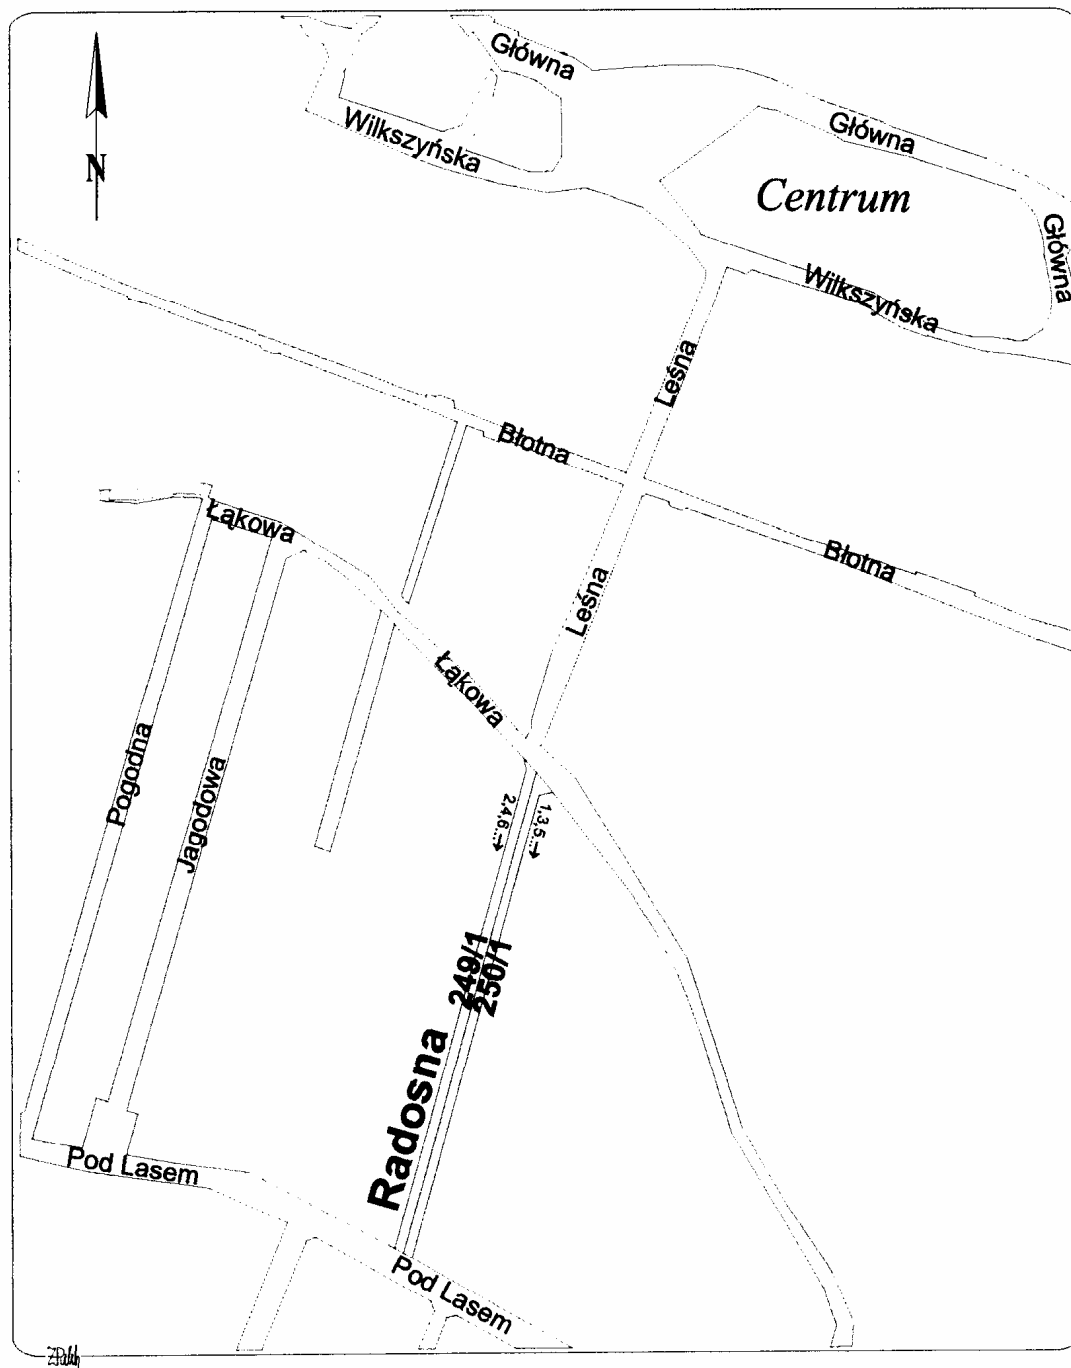 Główna
Wilkszyńska
Główna
Centrum
N
Główna
Wilkszyńska
Leśna
Błotna
Łąkowa
Błotna
Leśna
Łąkowa
Pogodna
Jagodowa
2,4,6...
1,3,5...
249/1
250/1
Radosna
Pod Lasem
Pod Lasem